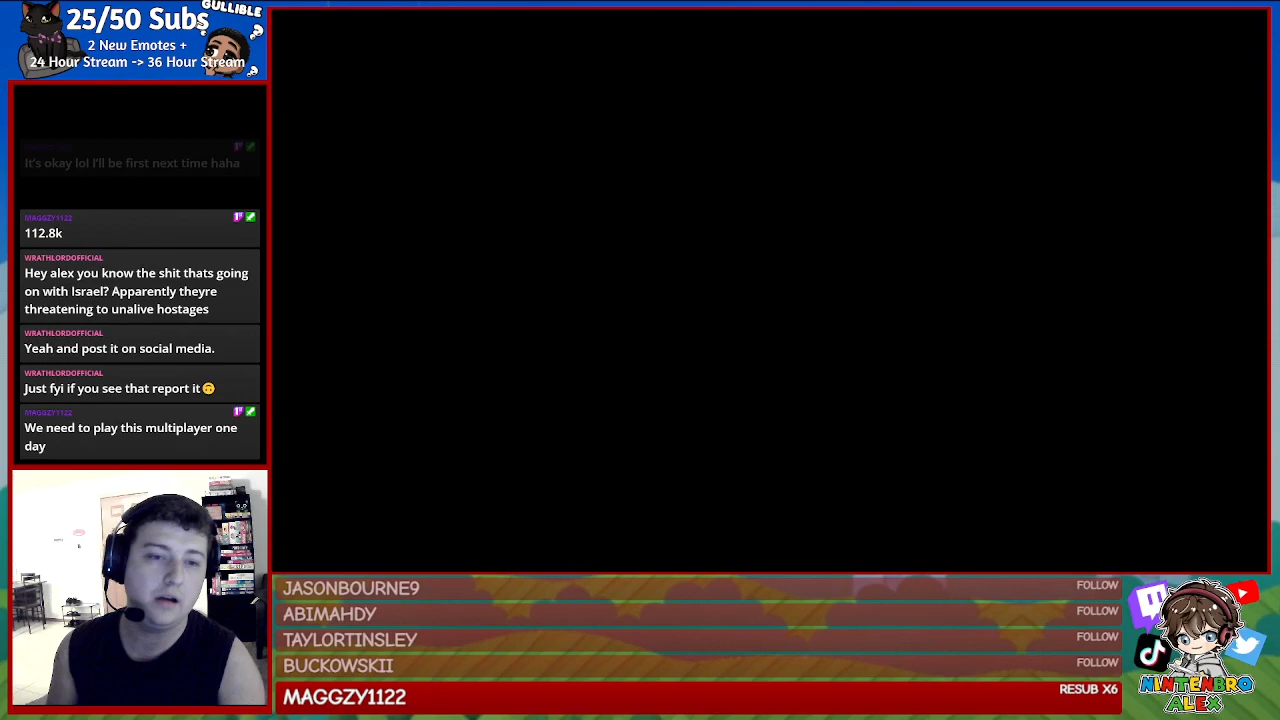 GULLIBLE
25/50 Subs
2 New Emotes +
24 Hour Stream -> 36 Hour Stream
It's okay lol I'll be first next time haha
MAGGZY1122
112.8k
WRATHLORDOFFICIAL
Hey alex you know the shit thats going
on with Israel? Apparently theyre
threatening to unalive hostages
WRATHLORDOFFICIAL
Yeah and post it on social media.
WRATHLORDOFFICIAL
Just fyi if you see that report it🙃
MAGGZY1122
We need to play this multiplayer one
day
JASONBOURNE9 FOLLOW
ABIMAHDY FOLLOW
TAYLORTINSLEY FOLLOW
BUCKOWSKII FOLLOW
MAGGZY1122 RESUB X6
NINTENBRO
ALEX